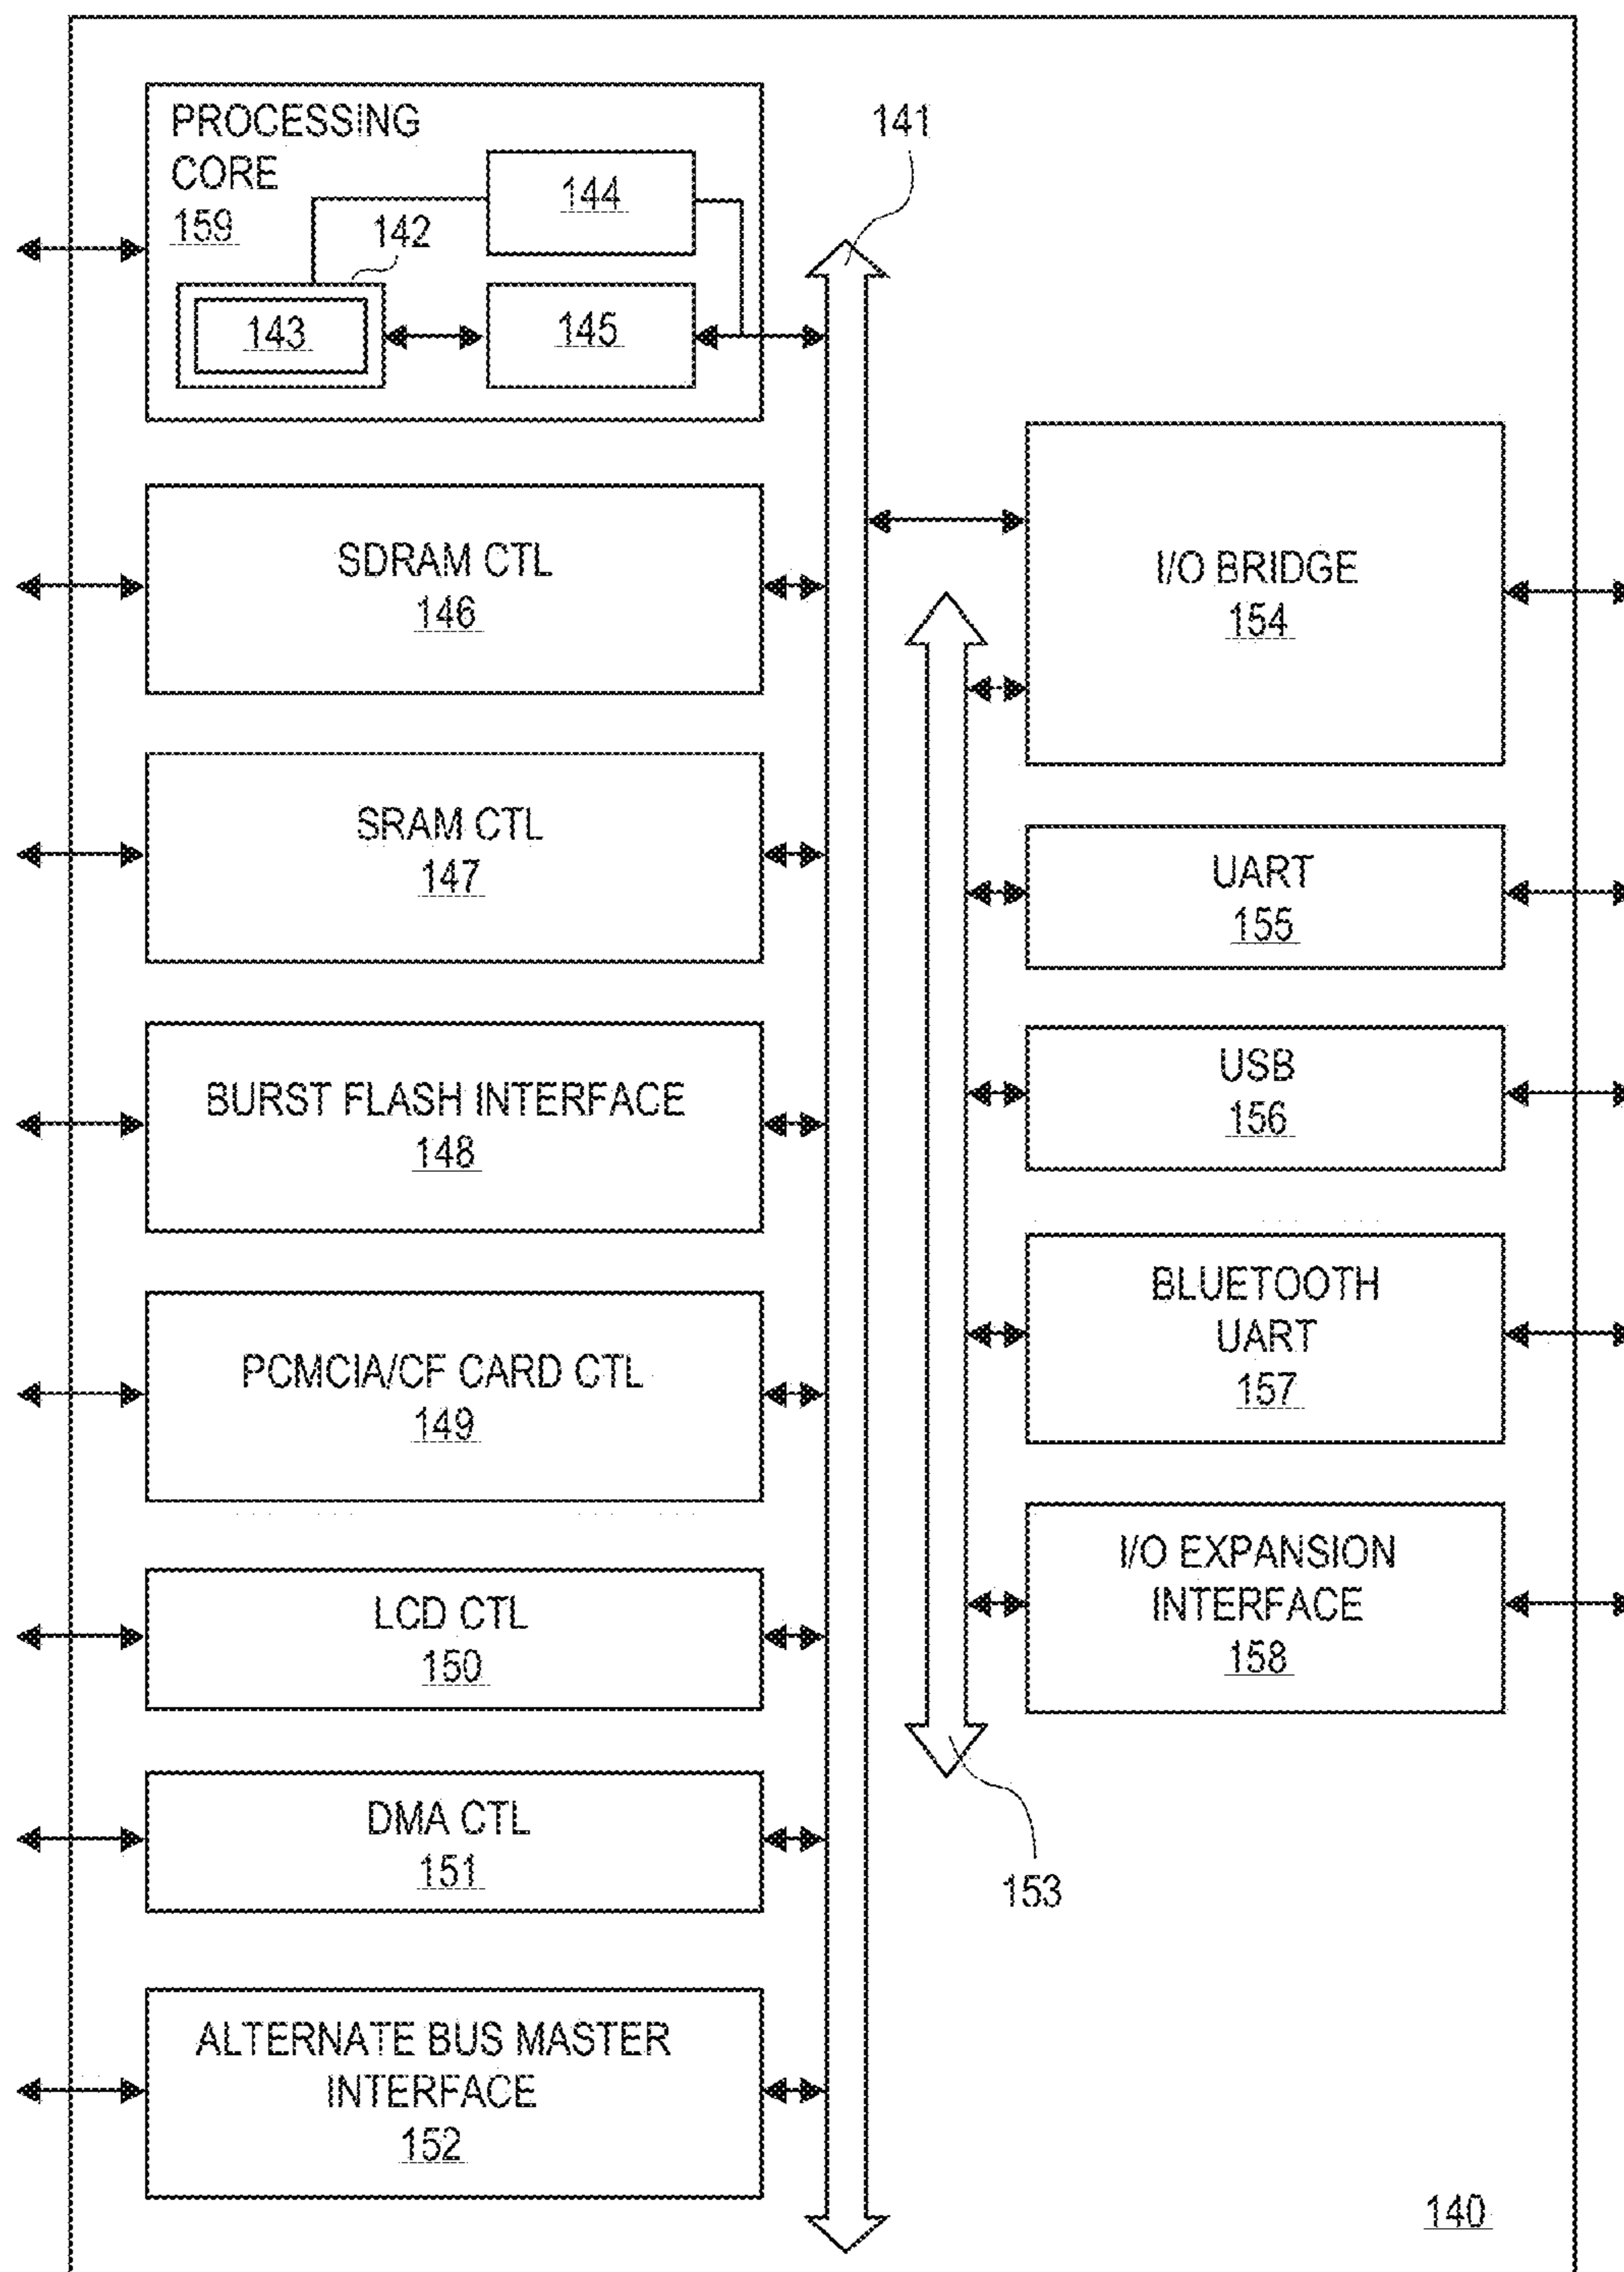 PROCESSING
CORE
159
142
144
143
145
141
SDRAM CTL
146
SRAM CTL
147
BURST FLASH INTERFACE
148
PCMCIA/CF CARD CTL
149
LCD CTL
150
DMA CTL
151
ALTERNATE BUS MASTER
INTERFACE
152
I/O BRIDGE
154
UART
155
USB
156
BLUETOOTH
UART
157
I/O EXPANSION
INTERFACE
158
153
140